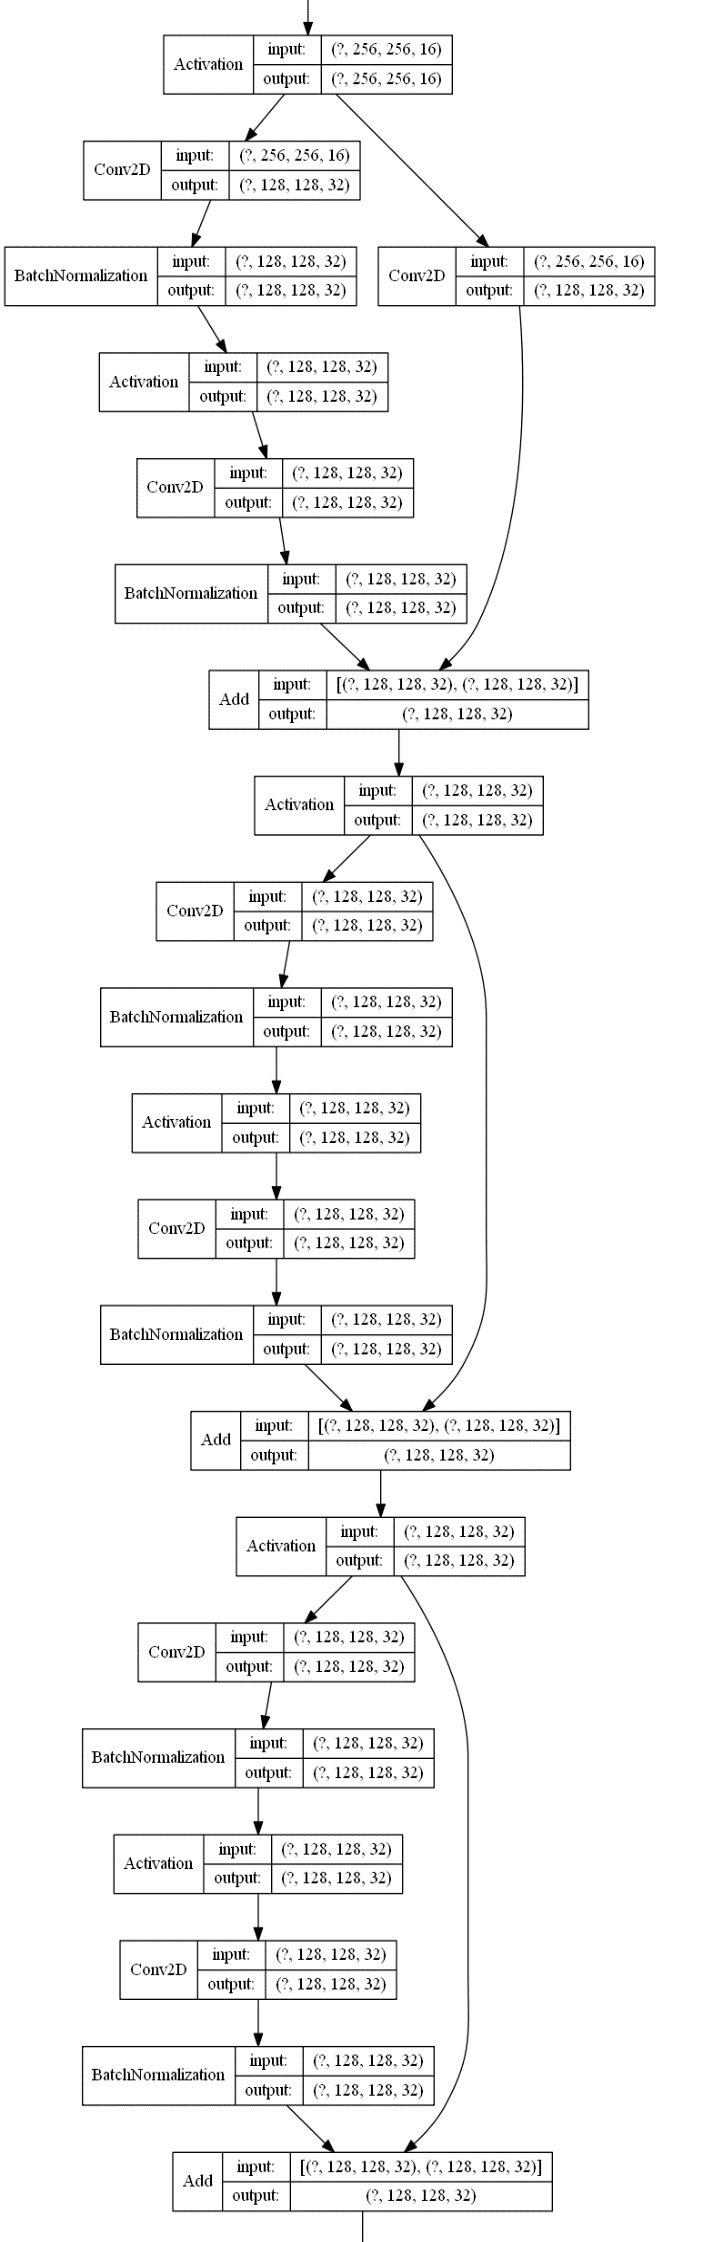 Activation
input: (?, 256, 256, 16)
output: (?, 256, 256, 16)
Conv2D
input: (?, 256, 256, 16)
output: (?, 128, 128, 32)
BatchNormalization
input: (?, 128, 128, 32)
output: (?, 128, 128, 32)
Conv2D
input: (?, 256, 256, 16)
output: (?, 128, 128, 32)
Activation
input: (?, 128, 128, 32)
output: (?, 128, 128, 32)
Conv2D
input: (?, 128, 128, 32)
output: (?, 128, 128, 32)
BatchNormalization
input: (?, 128, 128, 32)
output: (?, 128, 128, 32)
Add
input: [(?, 128, 128, 32), (?, 128, 128, 32)]
output: (?, 128, 128, 32)
Activation
input: (?, 128, 128, 32)
output: (?, 128, 128, 32)
Conv2D
input: (?, 128, 128, 32)
output: (?, 128, 128, 32)
BatchNormalization
input: (?, 128, 128, 32)
output: (?, 128, 128, 32)
Activation
input: (?, 128, 128, 32)
output: (?, 128, 128, 32)
Conv2D
input: (?, 128, 128, 32)
output: (?, 128, 128, 32)
BatchNormalization
input: (?, 128, 128, 32)
output: (?, 128, 128, 32)
Add
input: [(?, 128, 128, 32), (?, 128, 128, 32)]
output: (?, 128, 128, 32)
Activation
input: (?, 128, 128, 32)
output: (?, 128, 128, 32)
Conv2D
input: (?, 128, 128, 32)
output: (?, 128, 128, 32)
BatchNormalization
input: (?, 128, 128, 32)
output: (?, 128, 128, 32)
Activation
input: (?, 128, 128, 32)
output: (?, 128, 128, 32)
Conv2D
input: (?, 128, 128, 32)
output: (?, 128, 128, 32)
BatchNormalization
input: (?, 128, 128, 32)
output: (?, 128, 128, 32)
Add
input: [(?, 128, 128, 32), (?, 128, 128, 32)]
output: (?, 128, 128, 32)